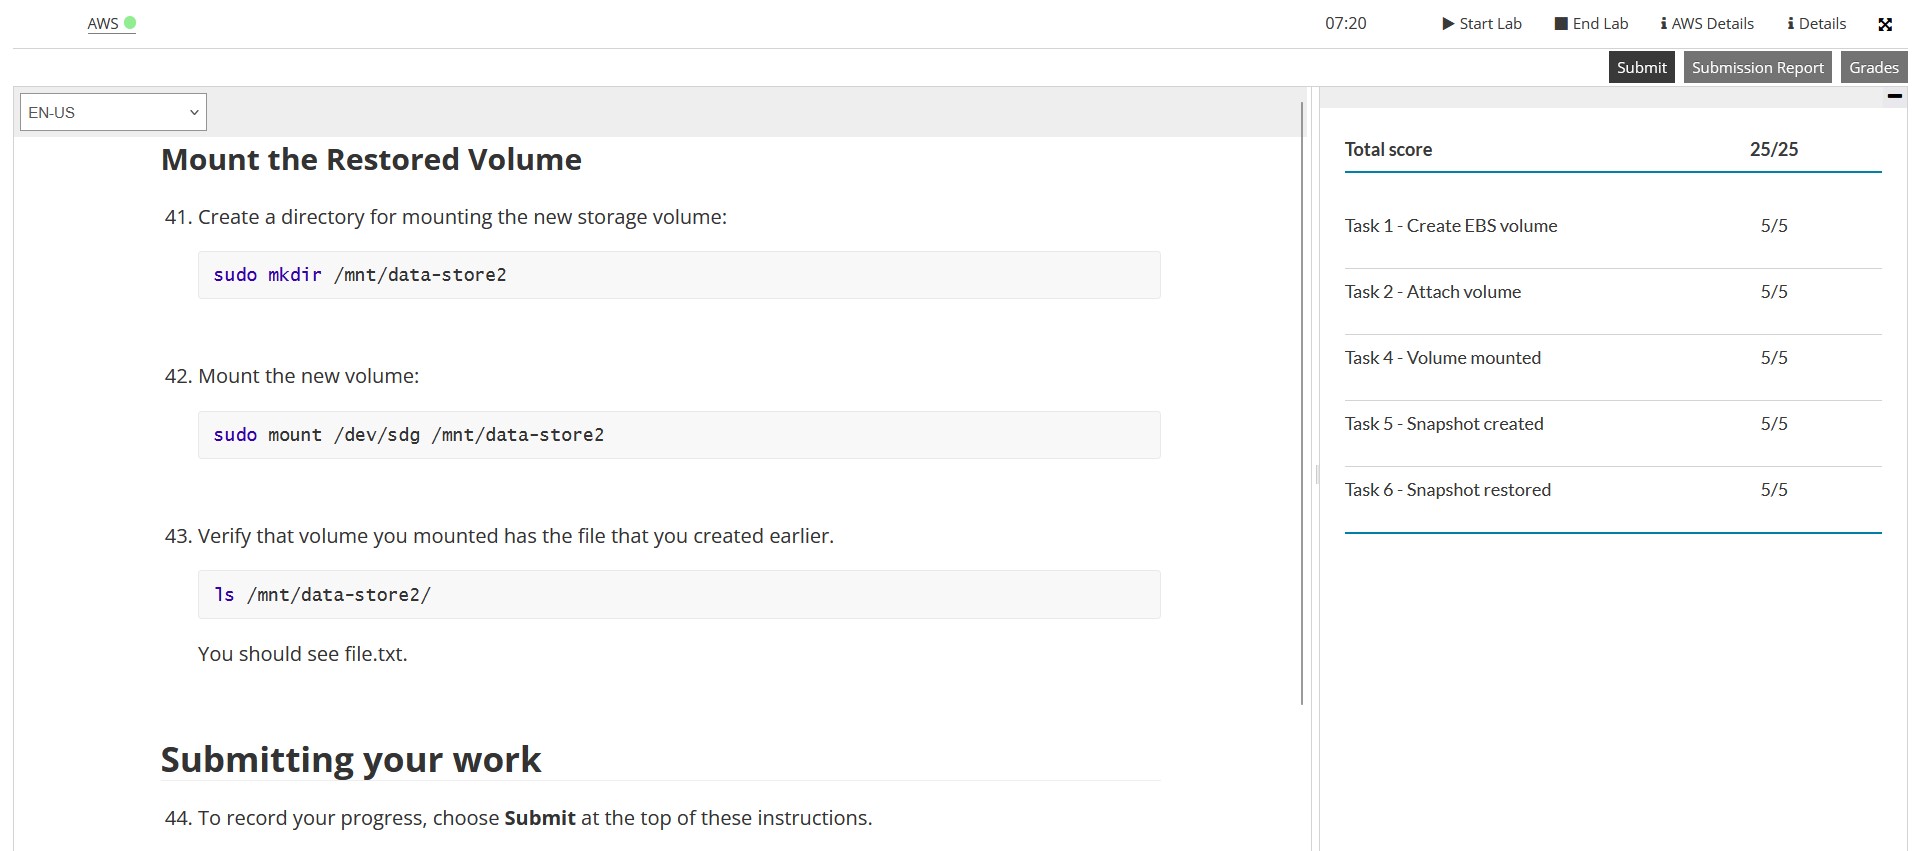 AWS
07:20
Start Lab
End Lab
AWS Details
Details
Submit
Submission Report
Grades
EN-US
Mount the Restored Volume
41. Create a directory for mounting the new storage volume:
sudo mkdir /mnt/data-store2
42. Mount the new volume:
sudo mount /dev/sdg /mnt/data-store2
43. Verify that volume you mounted has the file that you created earlier.
ls /mnt/data-store2/
You should see file.txt.
Submitting your work
44. To record your progress, choose Submit at the top of these instructions.
Total score 25/25
Task 1 - Create EBS volume 5/5
Task 2 - Attach volume 5/5
Task 4 - Volume mounted 5/5
Task 5 - Snapshot created 5/5
Task 6 - Snapshot restored 5/5